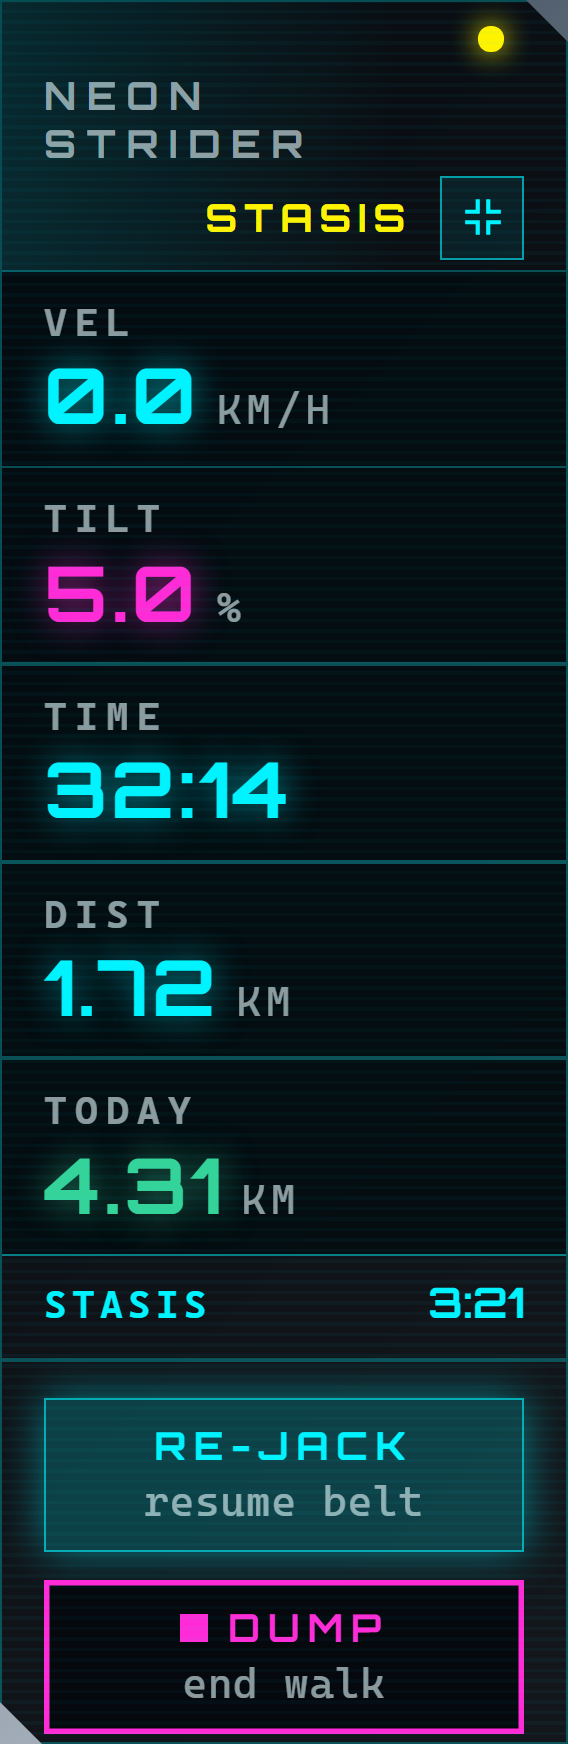 NEON
STRIDER
STASIS
VEL
0.0 KM/H
TILT
5.0 %
TIME
32:14
DIST
1.72 KM
TODAY
4.31 KM
STASIS 3:21
RE-JACK
resume belt
DUMP
end walk